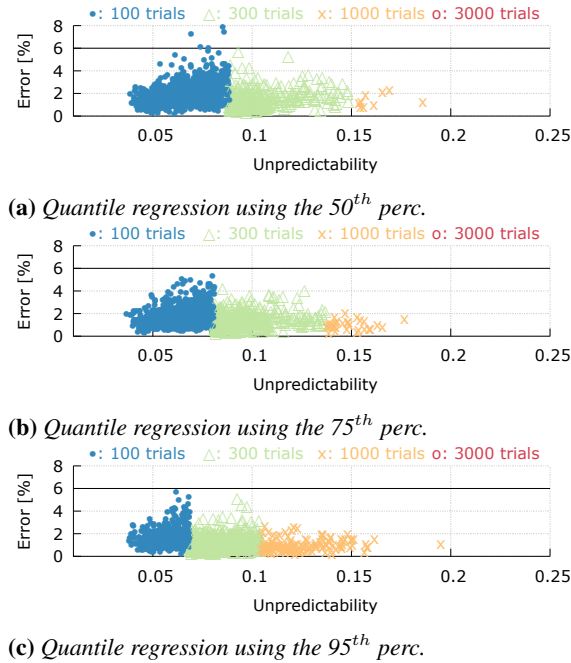 •: 100 trials △: 300 trials x: 1000 trials o: 3000 trials
8
6
4
2
0
Error [%]
0.05 0.1 0.15 0.2 0.25
Unpredictability
(a) Quantile regression using the 50th perc.
•: 100 trials △: 300 trials x: 1000 trials o: 3000 trials
8
6
4
2
0
Error [%]
0.05 0.1 0.15 0.2 0.25
Unpredictability
(b) Quantile regression using the 75th perc.
•: 100 trials △: 300 trials x: 1000 trials o: 3000 trials
8
6
4
2
0
Error [%]
0.05 0.1 0.15 0.2 0.25
Unpredictability
(c) Quantile regression using the 95th perc.